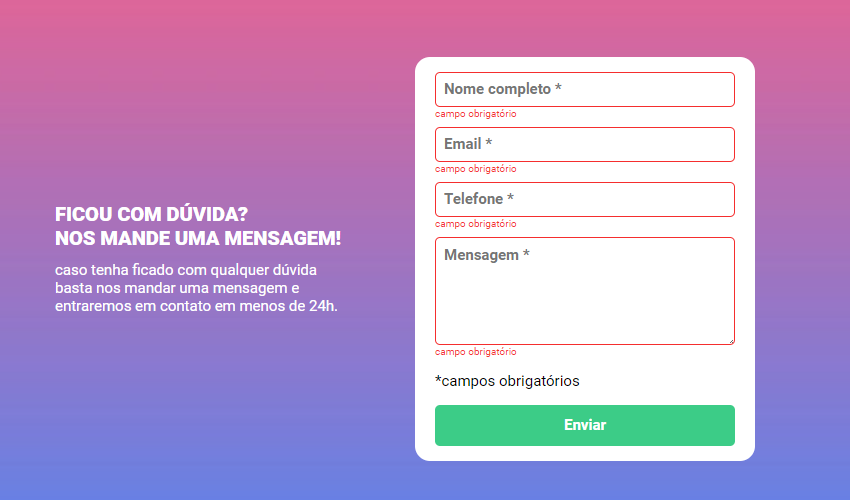 FICOU COM DÚVIDA?
NOS MANDE UMA MENSAGEM!
caso tenha ficado com qualquer dúvida
basta nos mandar uma mensagem e
entraremos em contato em menos de 24h.
Nome completo *
campo obrigatório
Email *
campo obrigatório
Telefone *
campo obrigatório
Mensagem *
campo obrigatório
*campos obrigatórios
Enviar